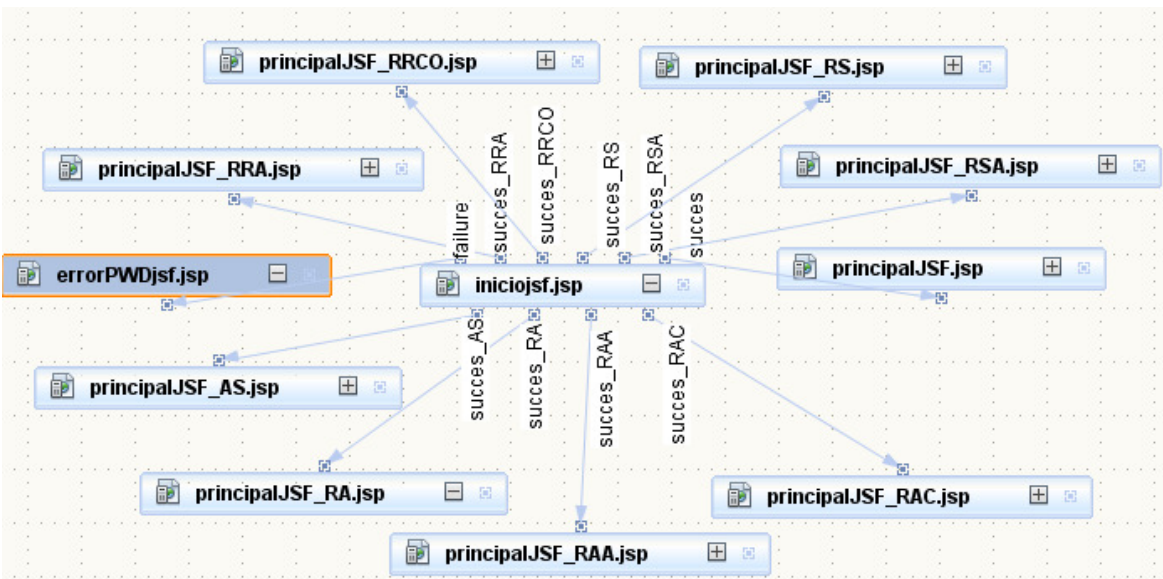 principalJSF_RRCO.jsp
principalJSF_RS.jsp
principalJSF_RRA.jsp
principalJSF_RSA.jsp
failure
succes_RRA
succes_RRCO
succes_RS
succes_RSA
succes
errorPWDjsf.jsp
iniciojsf.jsp
principalJSF.jsp
succes_AS
succes_RA
succes_RAA
succes_RAC
principalJSF_AS.jsp
principalJSF_RA.jsp
principalJSF_RAC.jsp
principalJSF_RAA.jsp